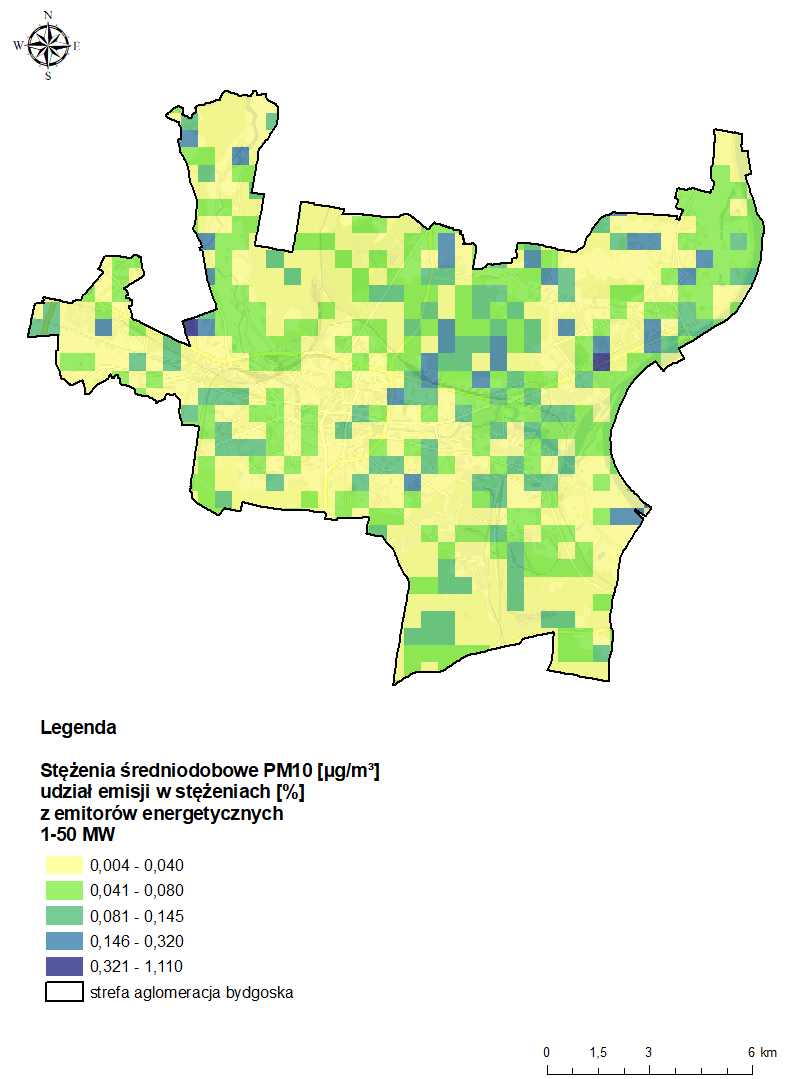 N
W E
S
Legenda
Stężenia średniodobowe PM10 [µg/m³]
udział emisji w stężeniach [%]
z emitorów energetycznych
1-50 MW
0,004 - 0,040
0,041 - 0,080
0,081 - 0,145
0,146 - 0,320
0,321 - 1,110
strefa aglomeracja bydgoska
0 1,5 3 6 km